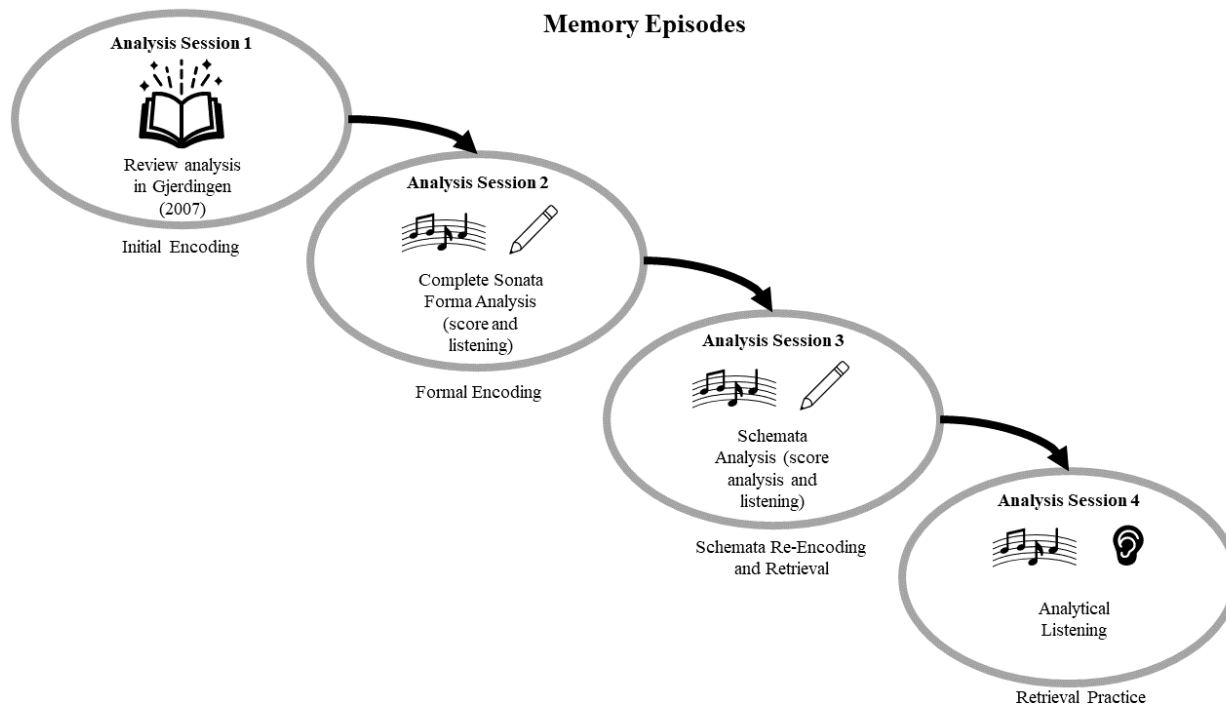 Memory Episodes
Analysis Session 1
Review analysis
in Gjerdingen
(2007)
Initial Encoding
Analysis Session 2
Complete Sonata
Forma Analysis
(score and
listening)
Formal Encoding
Analysis Session 3
Schemata
Analysis (score
analysis and
listening)
Schemata Re-Encoding
and Retrieval
Analysis Session 4
Analytical
Listening
Retrieval Practice